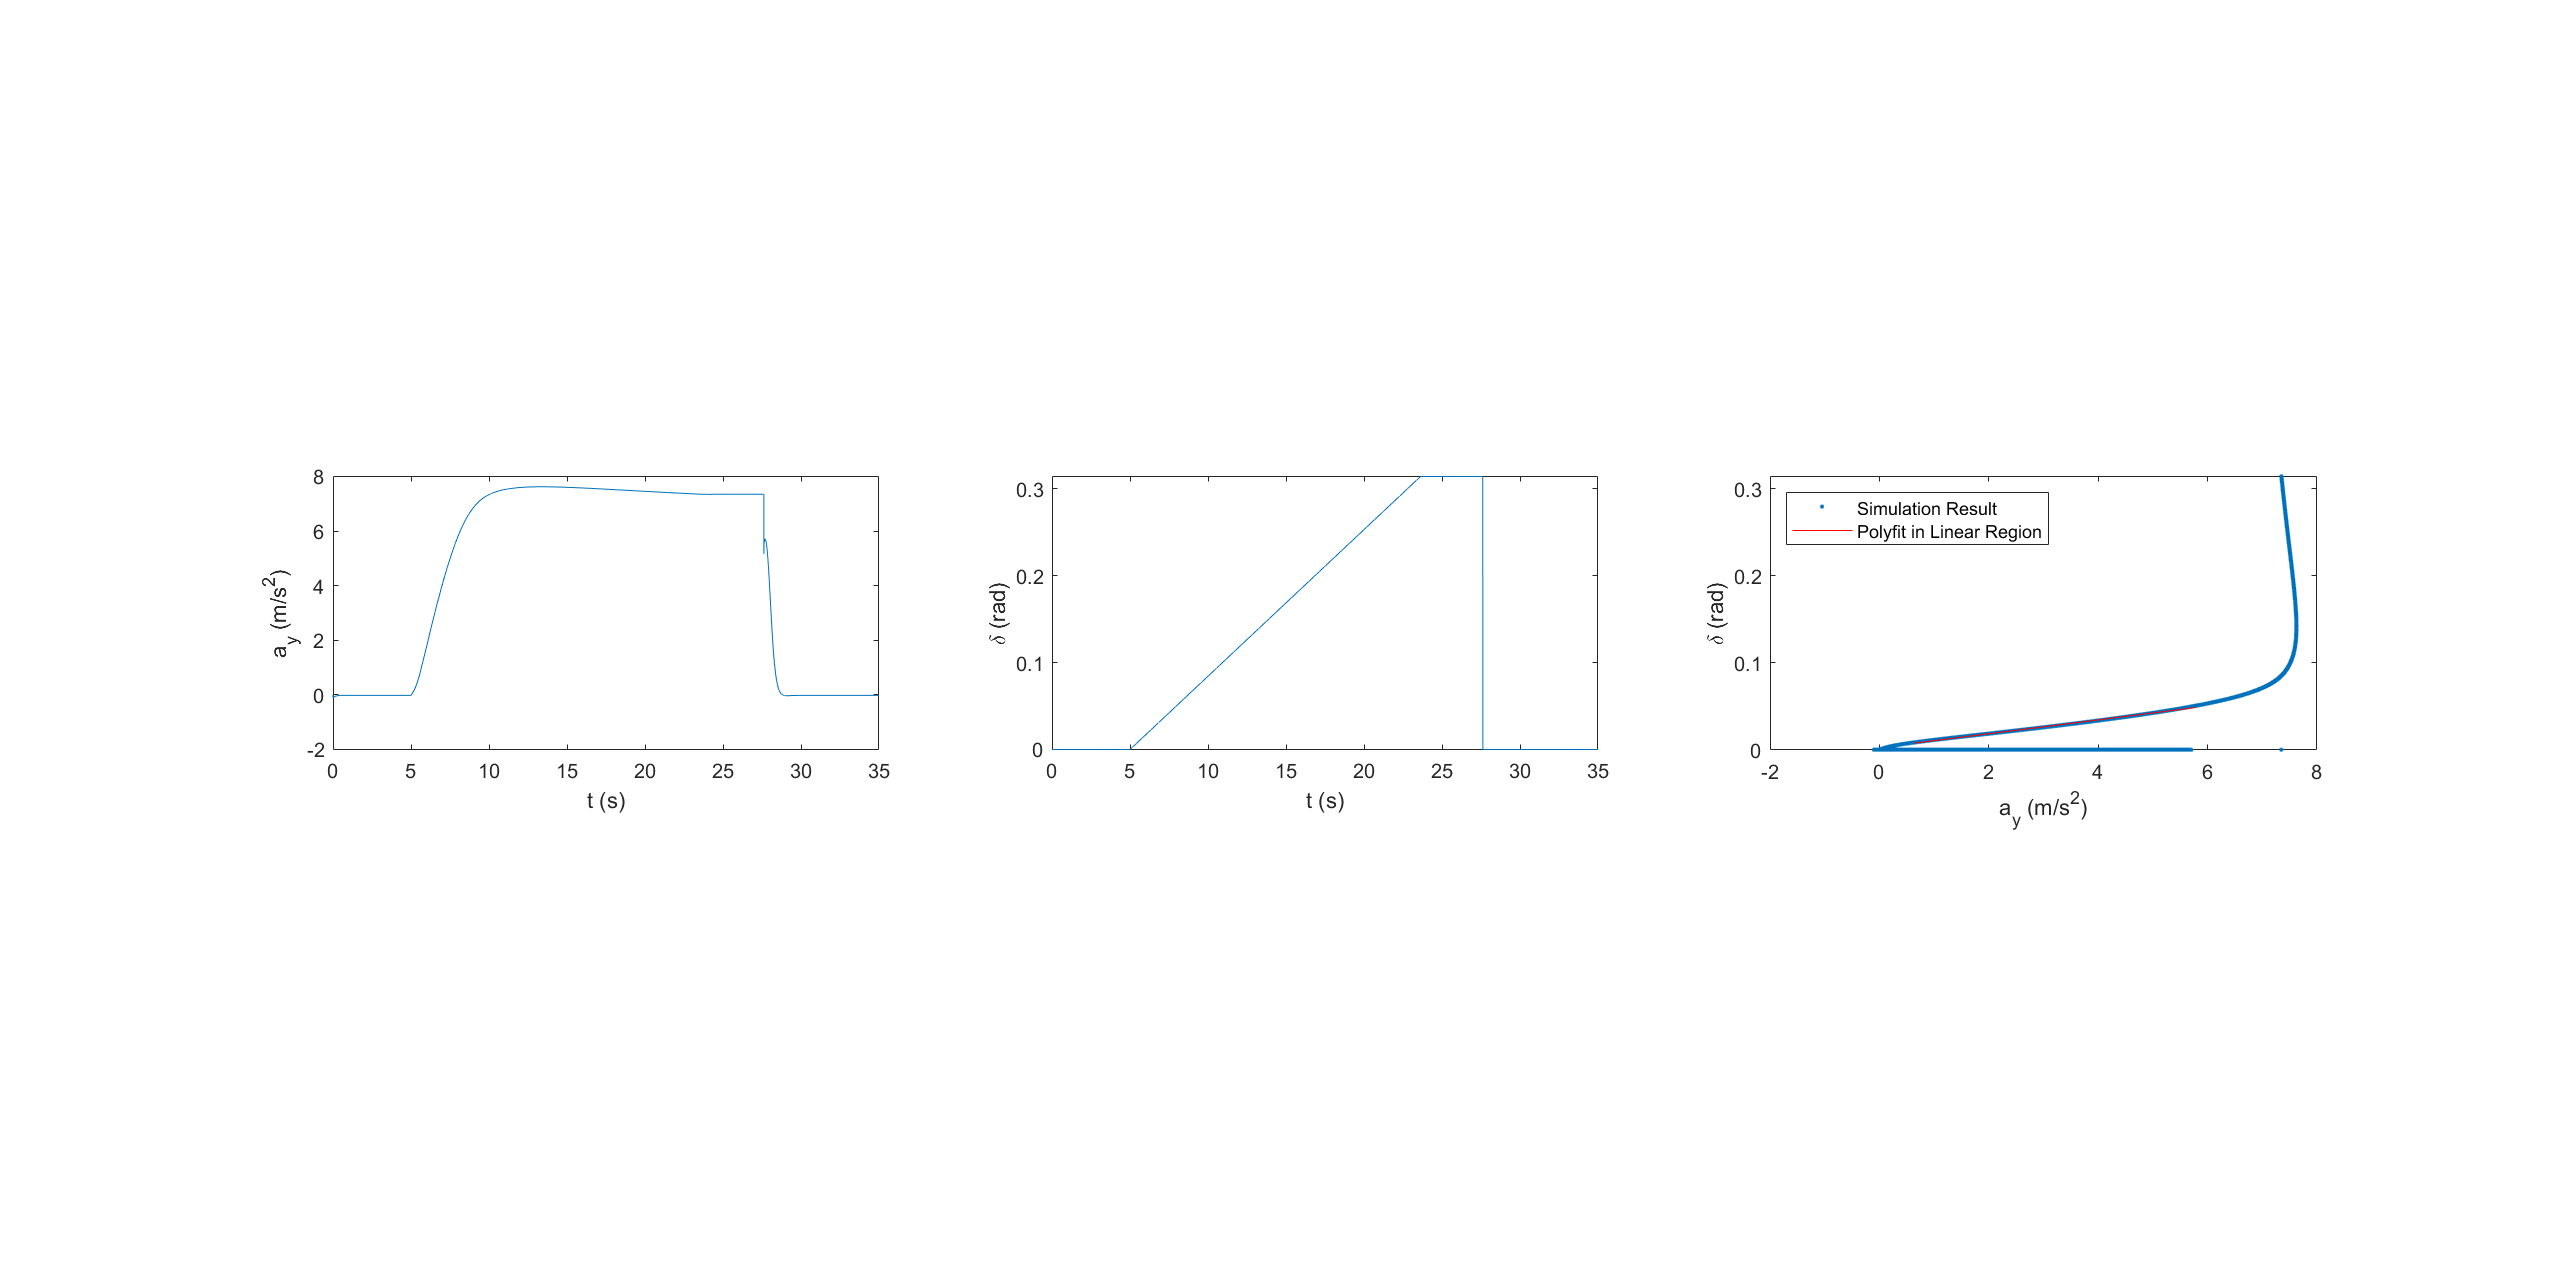 8
6
4
2
0
-2
a_y (m/s^2)
0 5 10 15 20 25 30 35
t (s)
0.3
0.2
0.1
0
δ (rad)
0 5 10 15 20 25 30 35
t (s)
0.3
0.2
0.1
0
δ (rad)
Simulation Result
Polyfit in Linear Region
-2 0 2 4 6 8
a_y (m/s^2)